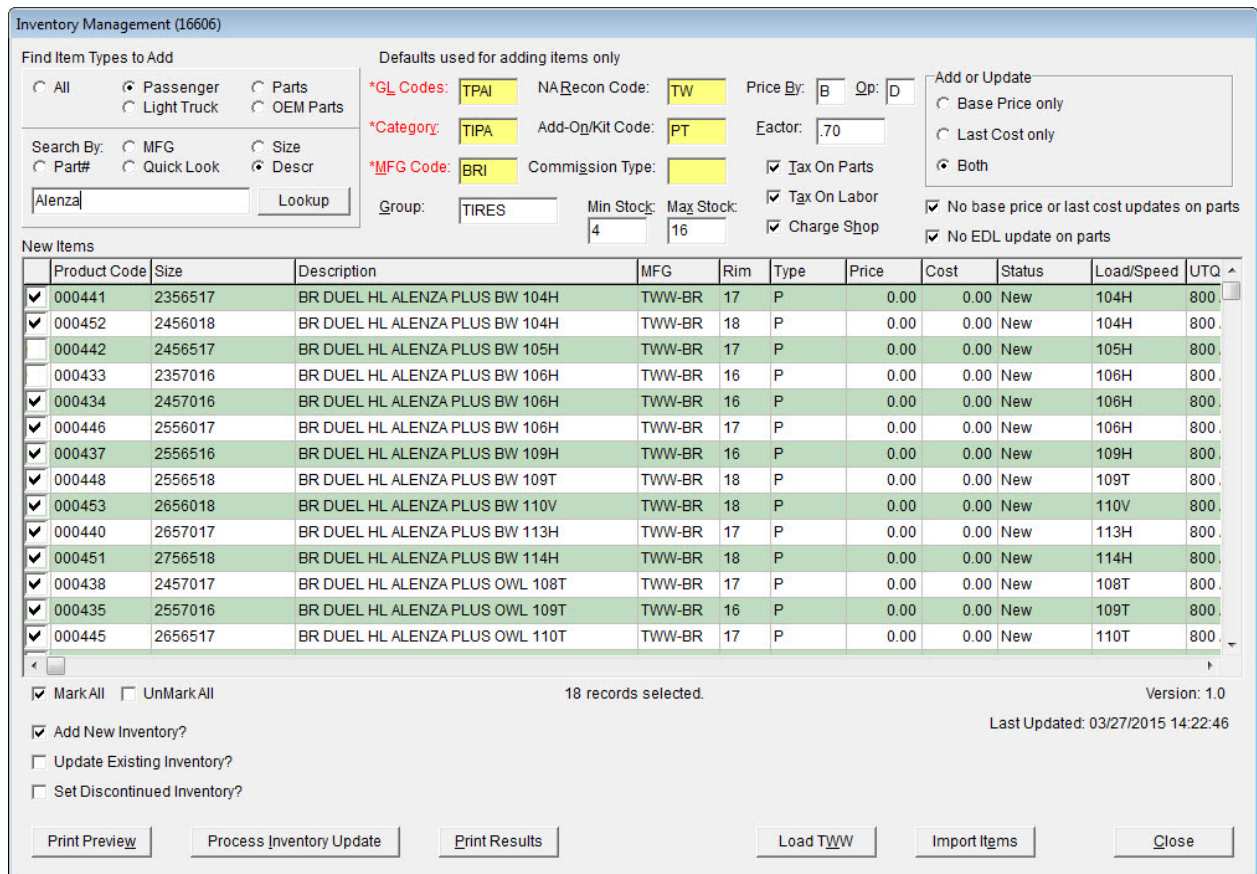 Inventory Management (16606)
Find Item Types to Add
All Passenger Parts
Light Truck OEM Parts
Search By: MFG Size
Part# Quick Look Descr
Alenza Lookup
Defaults used for adding items only
*GL Codes: TPAI NA Recon Code: TW Price By: B Op: D
*Category: TIPA Add-On/Kit Code: PT Factor: .70
*MFG Code: BRI Commission Type: Tax On Parts
Tax On Labor
Group: TIRES Min Stock: 4 Max Stock: 16 Charge Shop
Add or Update
Base Price only
Last Cost only
Both
No base price or last cost updates on parts
No EDL update on parts
New Items
Product Code Size Description MFG Rim Type Price Cost Status Load/Speed UTQ
000441 2356517 BR DUEL HL ALENZA PLUS BW 104H TWW-BR 17 P 0.00 0.00 New 104H 800
000452 2456018 BR DUEL HL ALENZA PLUS BW 104H TWW-BR 18 P 0.00 0.00 New 104H 800
000442 2456517 BR DUEL HL ALENZA PLUS BW 105H TWW-BR 17 P 0.00 0.00 New 105H 800
000433 2357016 BR DUEL HL ALENZA PLUS BW 106H TWW-BR 16 P 0.00 0.00 New 106H 800
000434 2457016 BR DUEL HL ALENZA PLUS BW 106H TWW-BR 16 P 0.00 0.00 New 106H 800
000446 2556017 BR DUEL HL ALENZA PLUS BW 106H TWW-BR 17 P 0.00 0.00 New 106H 800
000437 2556516 BR DUEL HL ALENZA PLUS BW 109H TWW-BR 16 P 0.00 0.00 New 109H 800
000448 2556518 BR DUEL HL ALENZA PLUS BW 109T TWW-BR 18 P 0.00 0.00 New 109T 800
000453 2656018 BR DUEL HL ALENZA PLUS BW 110V TWW-BR 18 P 0.00 0.00 New 110V 800
000440 2657017 BR DUEL HL ALENZA PLUS BW 113H TWW-BR 17 P 0.00 0.00 New 113H 800
000451 2756518 BR DUEL HL ALENZA PLUS BW 114H TWW-BR 18 P 0.00 0.00 New 114H 800
000438 2457017 BR DUEL HL ALENZA PLUS OWL 108T TWW-BR 17 P 0.00 0.00 New 108T 800
000435 2557016 BR DUEL HL ALENZA PLUS OWL 109T TWW-BR 16 P 0.00 0.00 New 109T 800
000445 2656517 BR DUEL HL ALENZA PLUS OWL 110T TWW-BR 17 P 0.00 0.00 New 110T 800
Mark All UnMark All 18 records selected. Version: 1.0
Last Updated: 03/27/2015 14:22:46
Add New Inventory?
Update Existing Inventory?
Set Discontinued Inventory?
Print Preview Process Inventory Update Print Results Load TWW Import Items Close